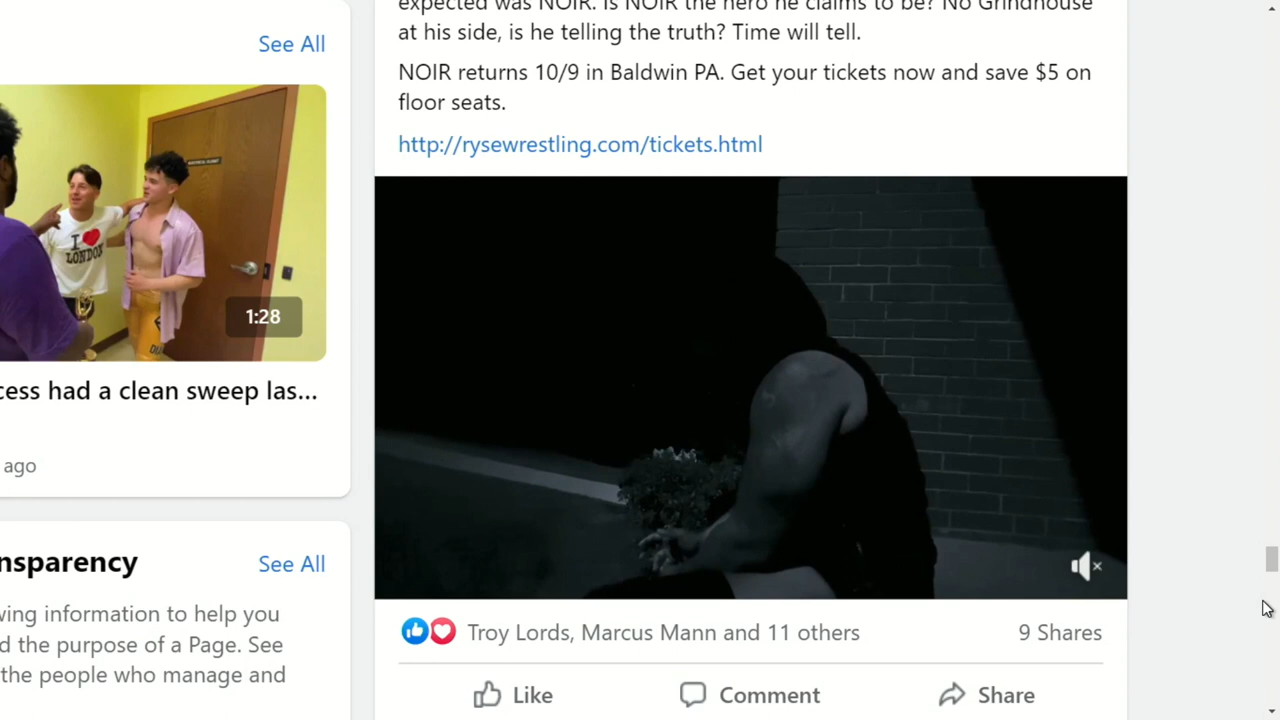 See All
I
LONDON
1:28
cess had a clean sweep las...
ago
nsparency
See All
wing information to help you
d the purpose of a Page. See
the people who manage and
expected was NOIR. Is NOIR the hero he claims to be? No Grindhouse
at his side, is he telling the truth? Time will tell.
NOIR returns 10/9 in Baldwin PA. Get your tickets now and save $5 on
floor seats.
http://rysewrestling.com/tickets.html
Troy Lords, Marcus Mann and 11 others
9 Shares
Like
Comment
Share